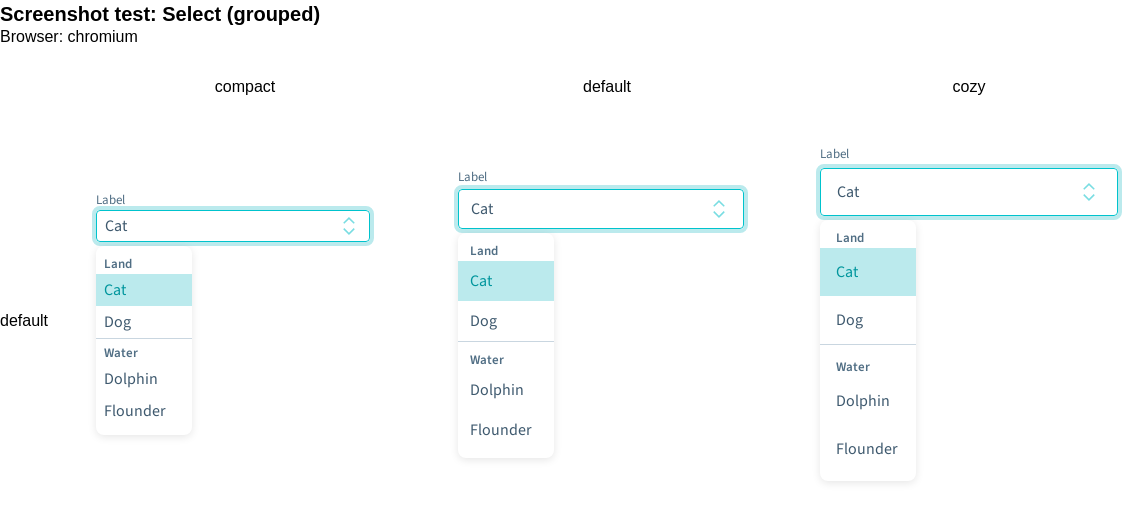 Screenshot test: Select (grouped)
Browser: chromium
compact
default
cozy
default
Label
Cat
Land
Cat
Dog
Water
Dolphin
Flounder
Label
Cat
Land
Cat
Dog
Water
Dolphin
Flounder
Label
Cat
Land
Cat
Dog
Water
Dolphin
Flounder